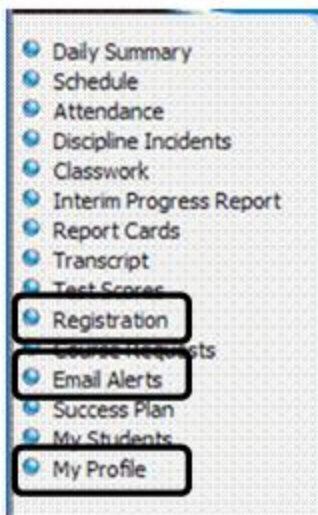 Daily Summary
Schedule
Attendance
Discipline Incidents
Classwork
Interim Progress Report
Report Cards
Transcript
Test Scores
Registration
Course Requests
Email Alerts
Success Plan
My Students
My Profile